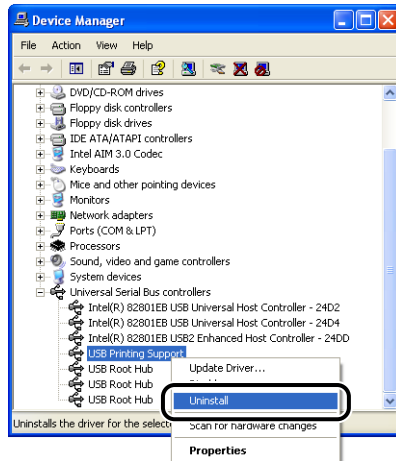 Device Manager
File Action View Help
DVD/CD-ROM drives
Floppy disk controllers
Floppy disk drives
IDE ATA/ATAPI controllers
Intel AIM 3.0 Codec
Keyboards
Mice and other pointing devices
Monitors
Network adapters
Ports (COM & LPT)
Processors
Sound, video and game controllers
System devices
Universal Serial Bus controllers
Intel(R) 82801EB USB Universal Host Controller - 24D2
Intel(R) 82801EB USB Universal Host Controller - 24D4
Intel(R) 82801EB USB2 Enhanced Host Controller - 24DD
USB Printing Support
USB Root Hub
USB Root Hub
USB Root Hub
Update Driver...
Uninstall
Scan for hardware changes
Properties
Uninstalls the driver for the selecte